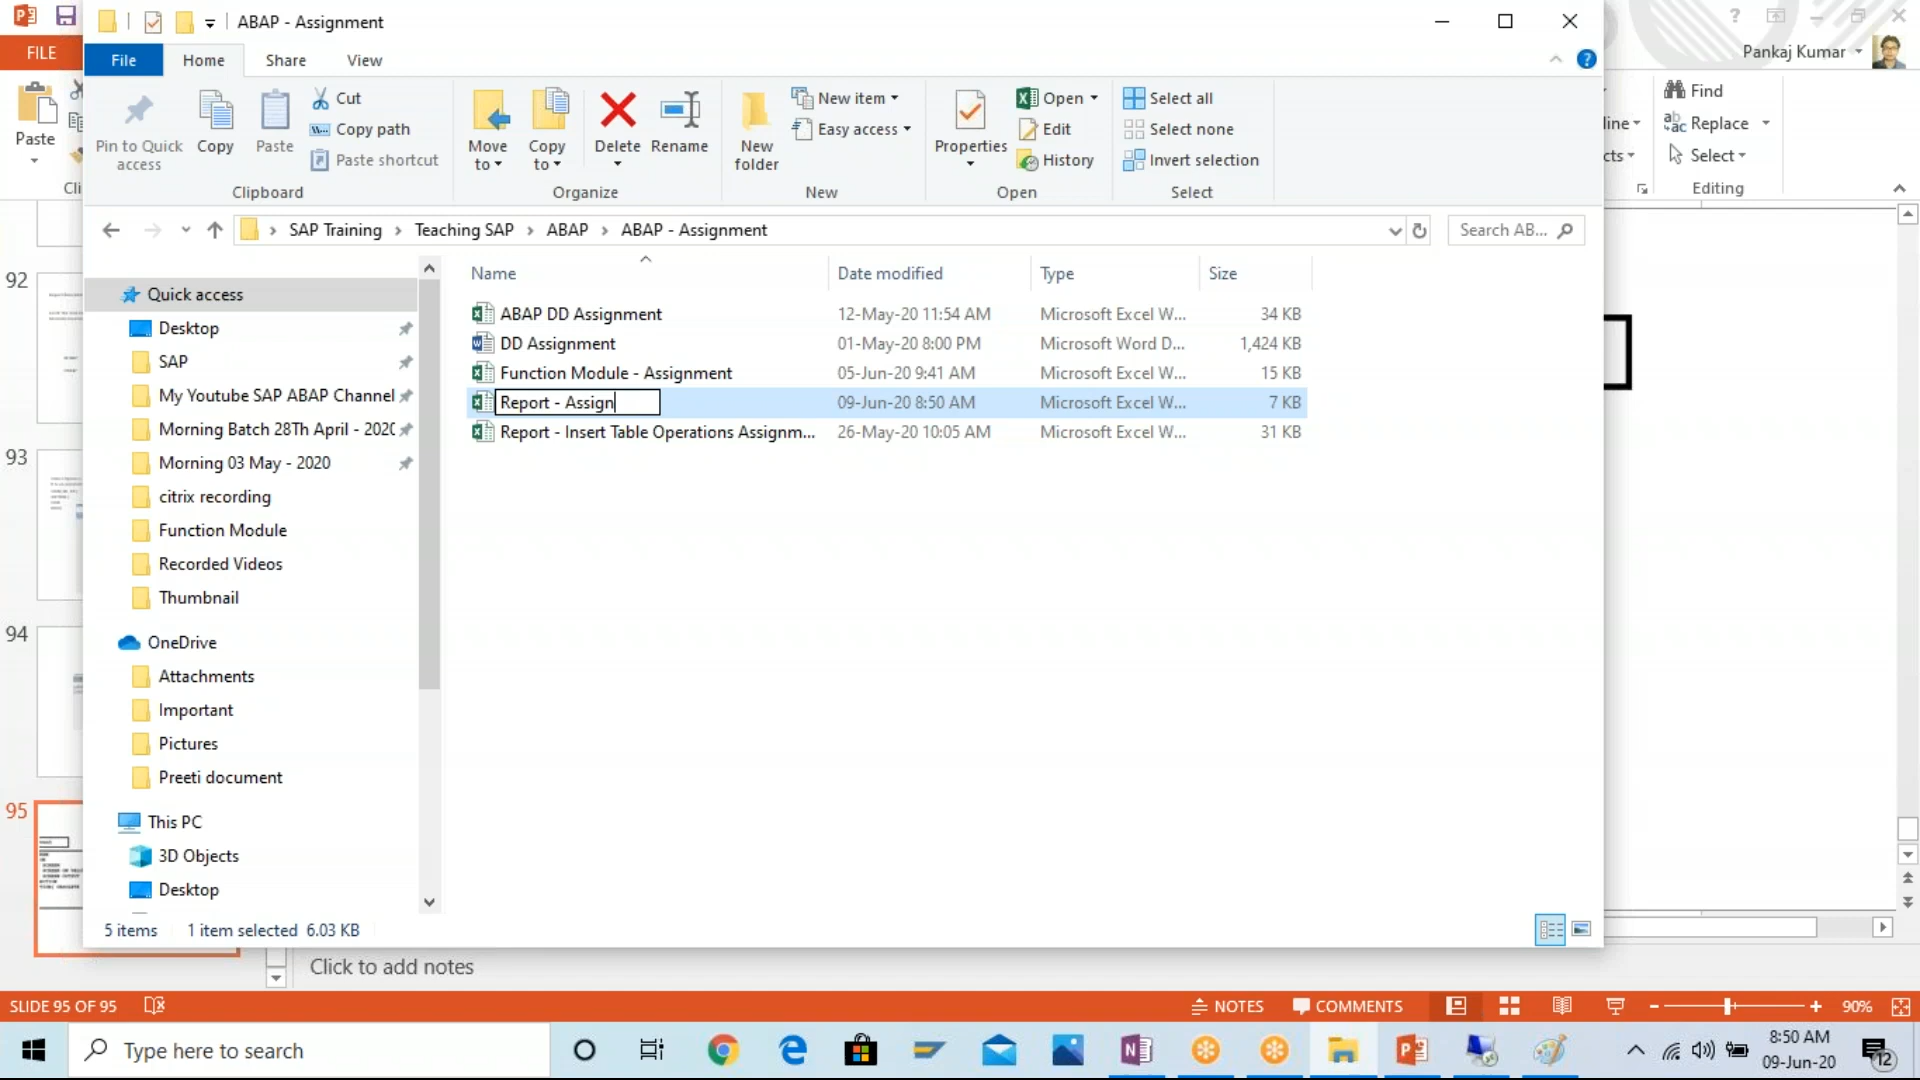 ABAP - Assignment
Pankaj Kumar
FILE
File
Home
Share
View
Paste
Pin to Quick access
Copy
Paste
Cut
Copy path
Paste shortcut
Clipboard
Move to
Copy to
Delete
Rename
Organize
New folder
New item
Easy access
New
Properties
Open
Edit
History
Open
Select all
Select none
Invert selection
Select
Find
Replace
Select
Editing
SAP Training > Teaching SAP > ABAP > ABAP - Assignment
Search AB...
Name Date modified Type Size
ABAP DD Assignment 12-May-20 11:54 AM Microsoft Excel W... 34 KB
DD Assignment 01-May-20 8:00 PM Microsoft Word D... 1,424 KB
Function Module - Assignment 05-Jun-20 9:41 AM Microsoft Excel W... 15 KB
Report - Assign 09-Jun-20 8:50 AM Microsoft Excel W... 7 KB
Report - Insert Table Operations Assignm... 26-May-20 10:05 AM Microsoft Excel W... 31 KB
Quick access
Desktop
SAP
My Youtube SAP ABAP Channel
Morning Batch 28Th April - 2020
Morning 03 May - 2020
citrix recording
Function Module
Recorded Videos
Thumbnail
OneDrive
Attachments
Important
Pictures
Preeti document
This PC
3D Objects
Desktop
92
93
94
95
5 items 1 item selected 6.03 KB
Click to add notes
SLIDE 95 OF 95
NOTES
COMMENTS
90%
Type here to search
8:50 AM
09-Jun-20
12